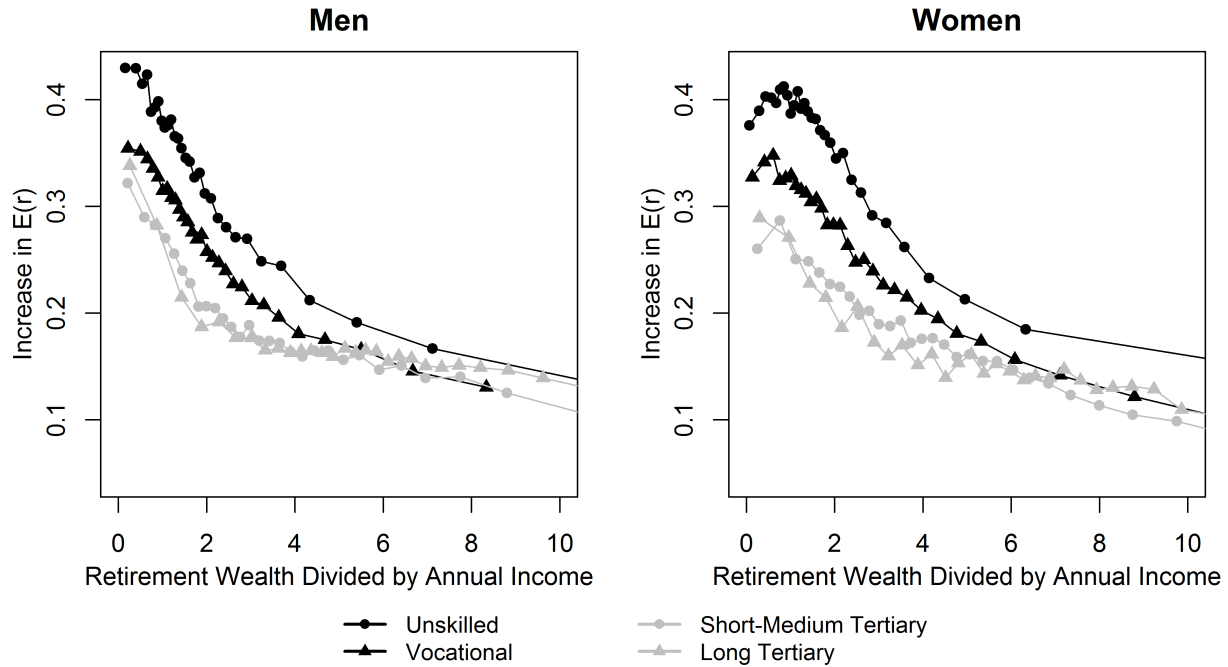 Men
Increase in E(r)
0.4
0.3
0.2
0.1
0 2 4 6 8 10
Retirement Wealth Divided by Annual Income
Women
Increase in E(r)
0.4
0.3
0.2
0.1
0 2 4 6 8 10
Retirement Wealth Divided by Annual Income
Unskilled
Vocational
Short-Medium Tertiary
Long Tertiary